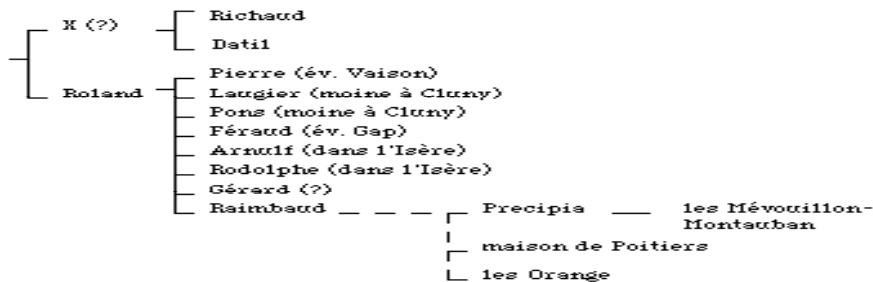 X (?)
Richaud
Datil
Roland
Pierre (év. Vaison)
Laugier (moine à Cluny)
Pons (moine à Cluny)
Féraud (év. Gap)
Arnulf (dans l'Isère)
Rodolphe (dans l'Isère)
Gérard (?)
Raimbaud
Precipia
les Mévouillon-
Montauban
maison de Poitiers
les Orange